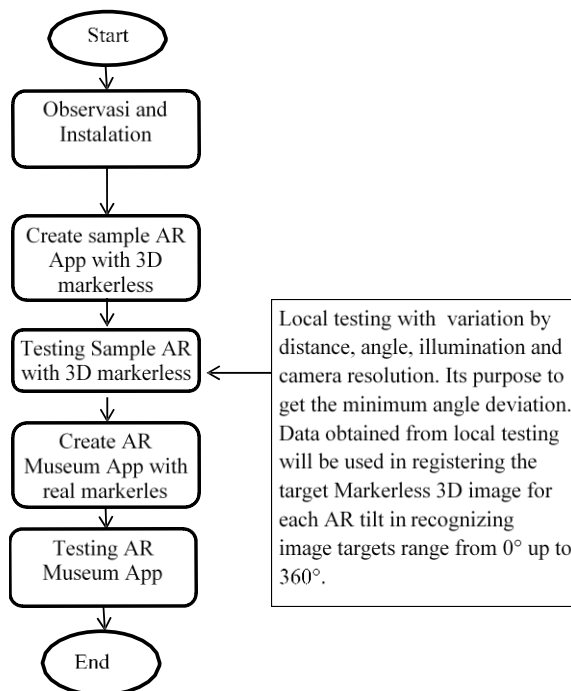 Start
Observasi and
Instalation
Create sample AR
App with 3D
markerless
Testing Sample AR
with 3D markerless
Local testing with variation by
distance, angle, illumination and
camera resolution. Its purpose to
get the minimum angle deviation.
Data obtained from local testing
will be used in registering the
target Markerless 3D image for
each AR tilt in recognizing
image targets range from 0° up to
360°.
Create AR
Museum App with
real markerles
Testing AR
Museum App
End